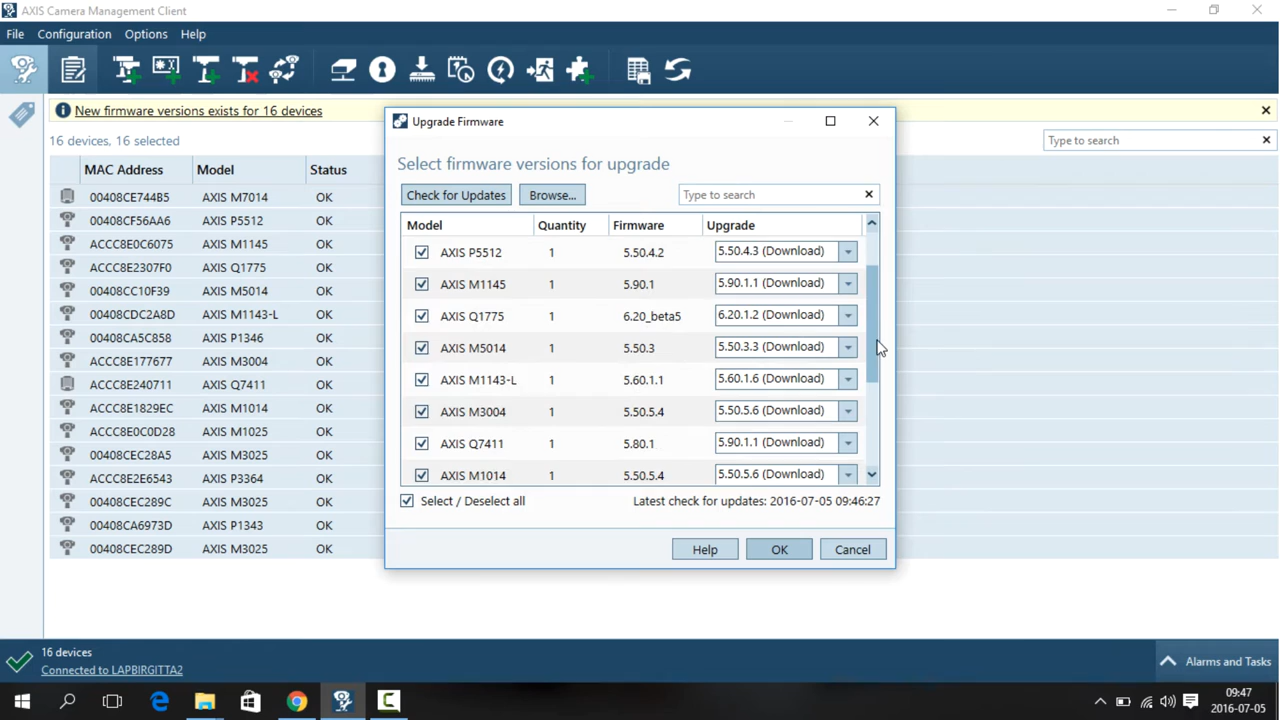 AXIS Camera Management Client
File Configuration Options Help
New firmware versions exists for 16 devices
16 devices, 16 selected
Type to search
MAC Address Model Status
00408CE744B5 AXIS M7014 OK
00408CF56AA6 AXIS P5512 OK
ACCC8E0C6075 AXIS M1145 OK
ACCC8E2307F0 AXIS Q1775 OK
00408CC10F39 AXIS M5014 OK
00408CDC2A8D AXIS M1143-L OK
00408CA5C858 AXIS P1346 OK
ACCC8E177677 AXIS M3004 OK
ACCC8E240711 AXIS Q7411 OK
ACCC8E1829EC AXIS M1014 OK
ACCC8E0C0D28 AXIS M1025 OK
00408CEC28A5 AXIS M3025 OK
ACCC8E2E6543 AXIS P3364 OK
00408CEC289C AXIS M3025 OK
00408CA6973D AXIS P1343 OK
00408CEC289D AXIS M3025 OK
Upgrade Firmware
Select firmware versions for upgrade
Check for Updates Browse... Type to search
Model Quantity Firmware Upgrade
AXIS P5512 1 5.50.4.2 5.50.4.3 (Download)
AXIS M1145 1 5.90.1 5.90.1.1 (Download)
AXIS Q1775 1 6.20_beta5 6.20.1.2 (Download)
AXIS M5014 1 5.50.3 5.50.3.3 (Download)
AXIS M1143-L 1 5.60.1.1 5.60.1.6 (Download)
AXIS M3004 1 5.50.5.4 5.50.5.6 (Download)
AXIS Q7411 1 5.80.1 5.90.1.1 (Download)
AXIS M1014 1 5.50.5.4 5.50.5.6 (Download)
Select / Deselect all Latest check for updates: 2016-07-05 09:46:27
Help OK Cancel
16 devices
Connected to LAPBIRGITTA2
Alarms and Tasks
09:47
2016-07-05